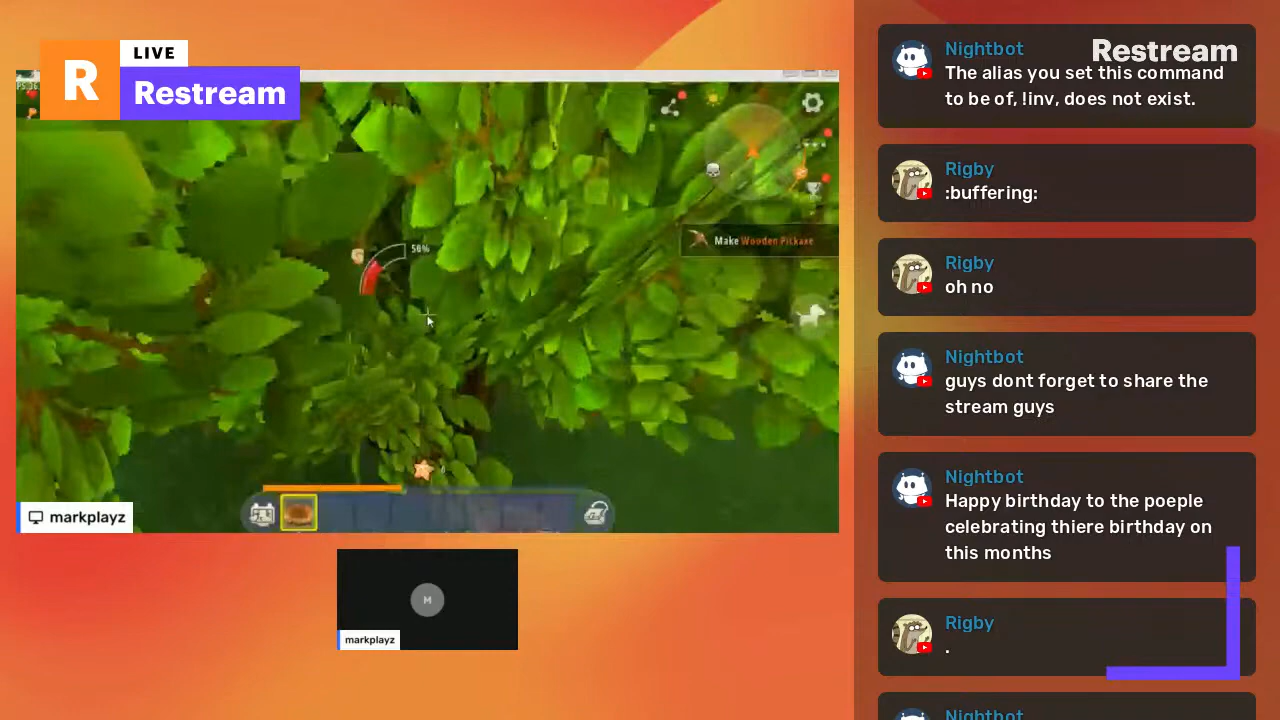 R
LIVE
Restream
56%
Make Wooden Pickaxe
0
markplayz
M
markplayz
Restream
Nightbot
The alias you set this command
to be of, !inv, does not exist.
Rigby
:buffering:
Rigby
oh no
Nightbot
guys dont forget to share the
stream guys
Nightbot
Happy birthday to the poeple
celebrating thiere birthday on
this months
Rigby
.
Nightbot